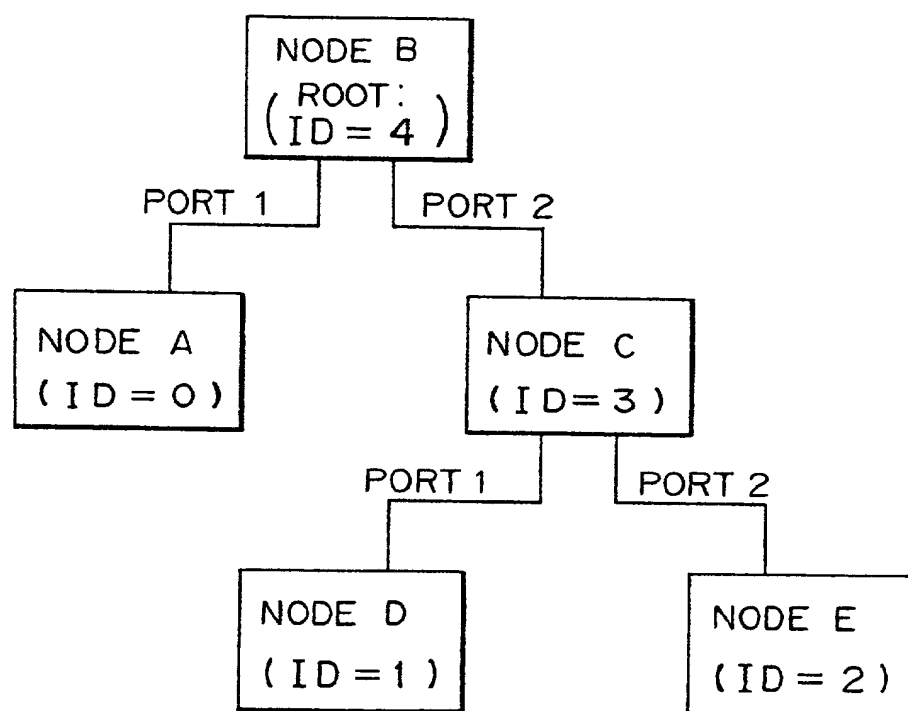 NODE B
(ROOT:
ID = 4)
PORT 1
PORT 2
NODE A
(ID = 0)
NODE C
(ID = 3)
PORT 1
PORT 2
NODE D
(ID = 1)
NODE E
(ID = 2)